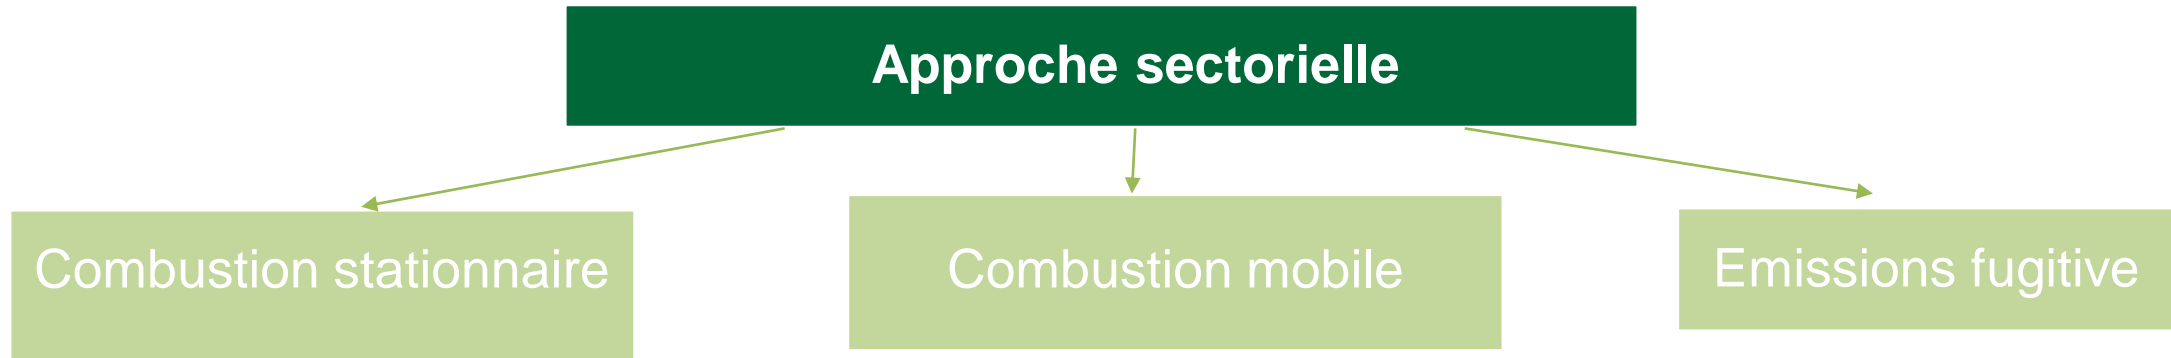 Approche sectorielle
Combustion stationnaire
Combustion mobile
Emissions fugitive